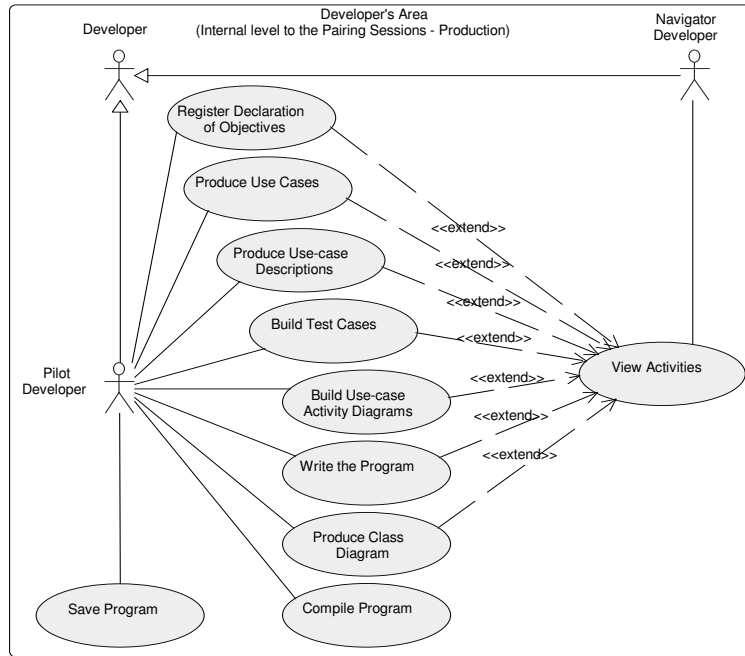 Developer's Area
(Internal level to the Pairing Sessions - Production)
Developer
Navigator
Developer
Register Declaration
of Objectives
Produce Use Cases
<<extend>>
<<extend>>
Produce Use-case
Descriptions
<<extend>>
Build Test Cases
<<extend>>
Pilot
Developer
View Activities
Build Use-case
Activity Diagrams
<<extend>>
<<extend>>
Write the Program
<<extend>>
Produce Class
Diagram
Save Program
Compile Program